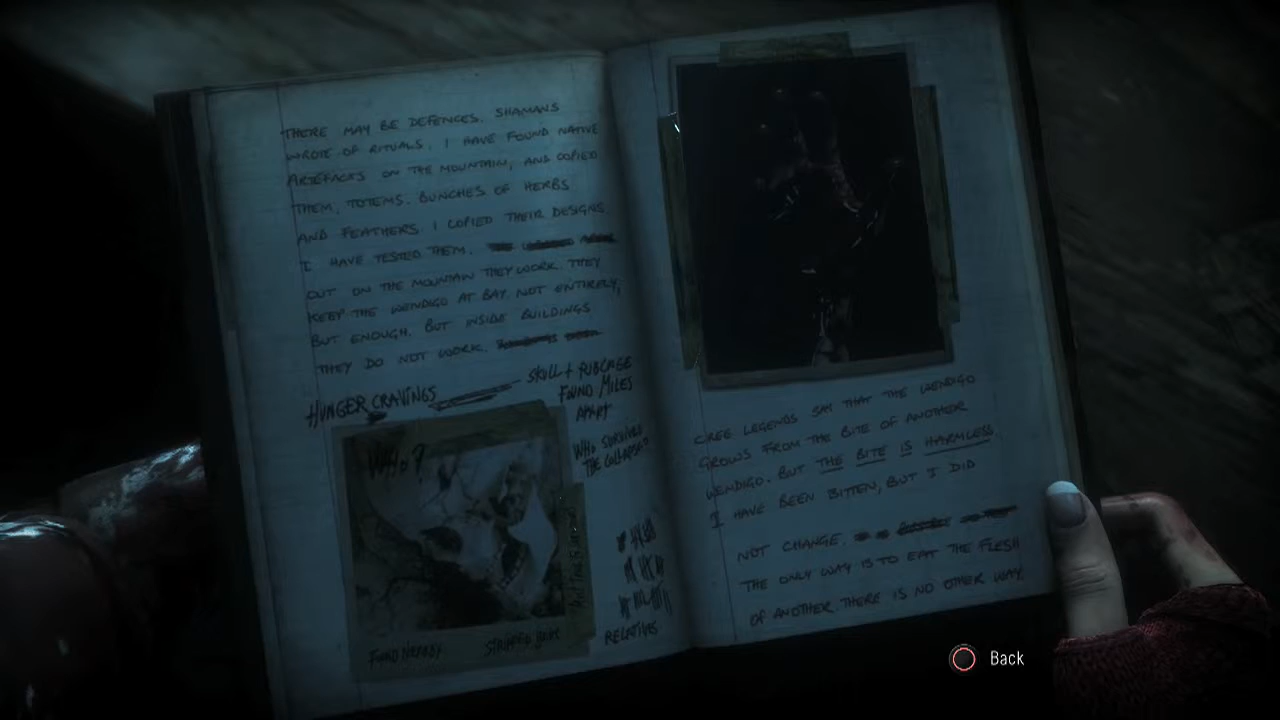 THERE MAY BE DEFENCES. SHAMANS
WROTE OF RITUALS. I HAVE FOUND NATIVE
ARTEFACTS ON THE MOUNTAIN, AND COPIED
THEM, TOTEMS. BUNCHES OF HERBS
AND FEATHERS I COPIED THEIR DESIGNS
I HAVE TESTED THEM.
OUT ON THE MOUNTAIN THEY WORK. THEY
KEEP THE WENDIGO AT BAY. NOT ENTIRELY,
BUT ENOUGH. BUT INSIDE BUILDINGS
THEY DO NOT WORK.
HUNGER CRAVINGS
SKULL + RIBCAGE
FOUND MILES
APART
WHO SURVIVED
THE COLLAPSE?
WHO?
FOUND NEARBY
STRIPPED BARE
RELATIVES
CREE LEGENDS SAY THAT THE WENDIGO
GROWS FROM THE BITE OF ANOTHER
WENDIGO. BUT THE BITE IS HARMLESS
I HAVE BEEN BITTEN, BUT I DID
NOT CHANGE.
THE ONLY WAY IS TO EAT THE FLESH
OF ANOTHER. THERE IS NO OTHER WAY.
Back